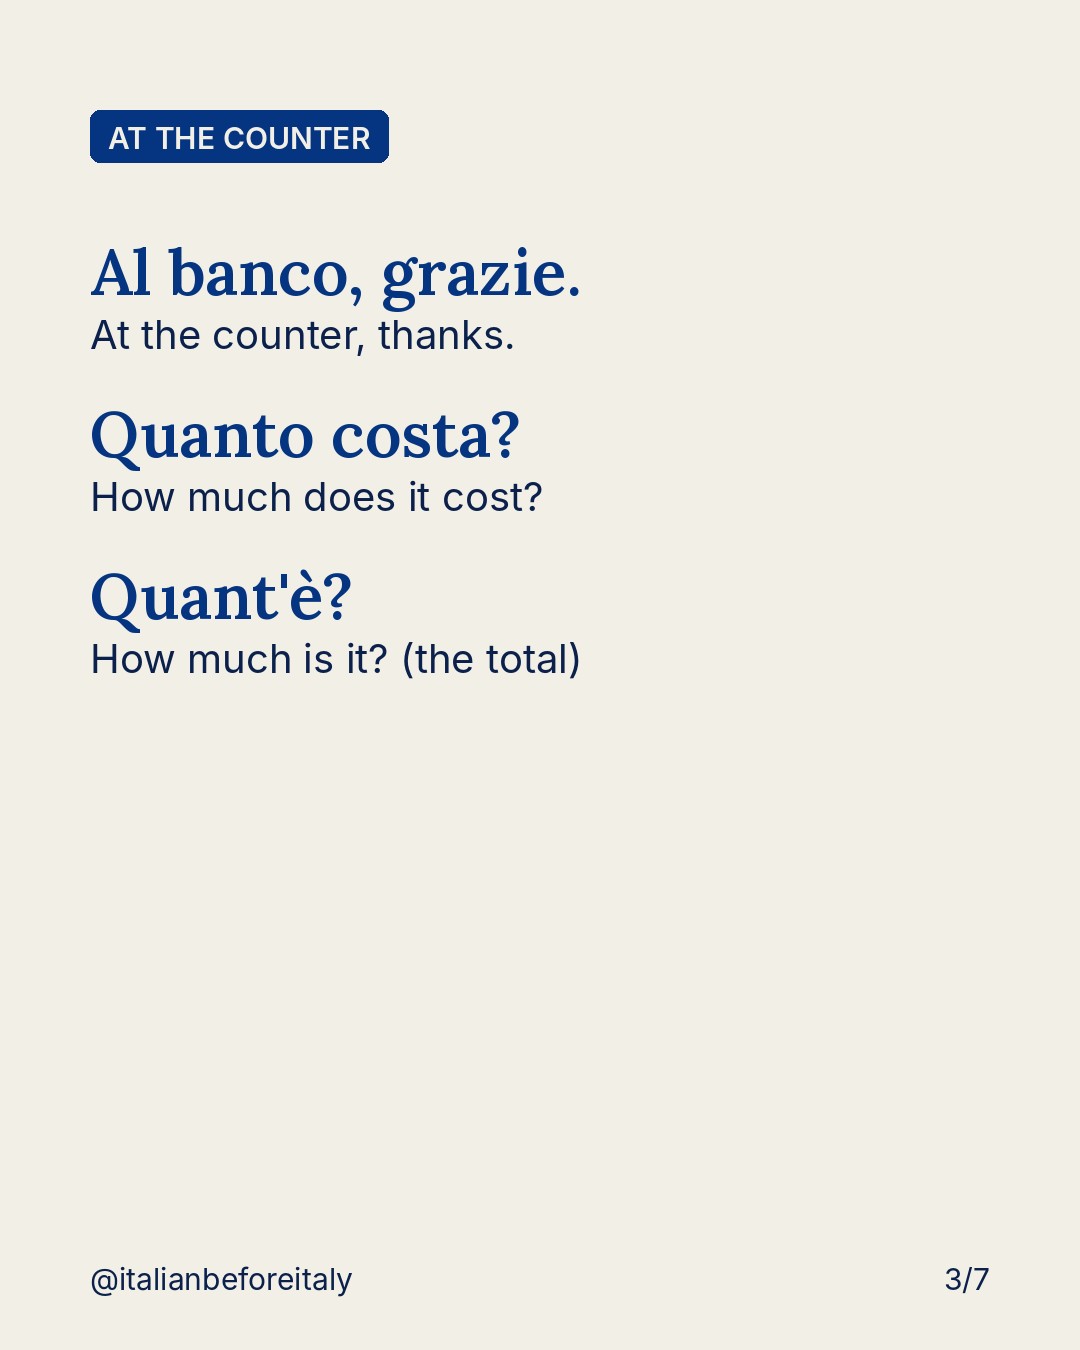 AT THE COUNTER
Al banco, grazie.
At the counter, thanks.
Quanto costa?
How much does it cost?
Quant'è?
How much is it? (the total)
@italianbeforeitaly
3/7